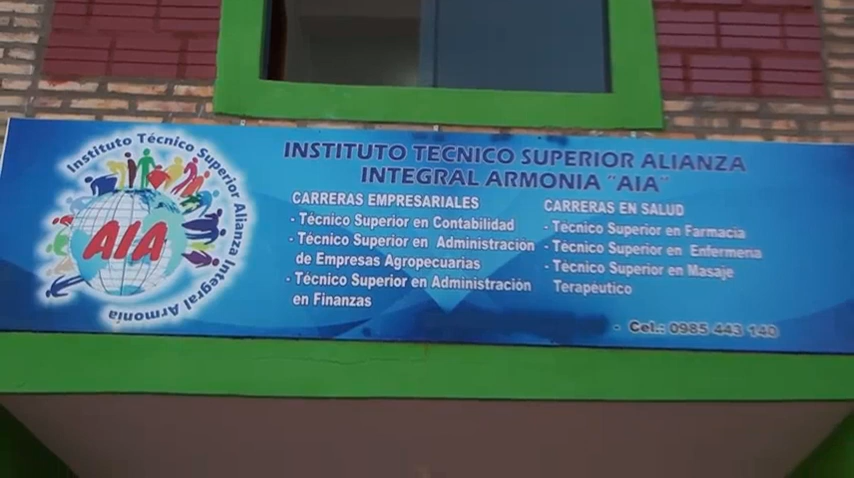 Instituto Técnico Superior Alianza Integral Armonía
AIA
INSTITUTO TECNICO SUPERIOR ALIANZA
INTEGRAL ARMONIA "AIA"
CARRERAS EMPRESARIALES
- Técnico Superior en Contabilidad
- Técnico Superior en Administración
de Empresas Agropecuarias
- Técnico Superior en Administración
en Finanzas
CARRERAS EN SALUD
- Técnico Superior en Farmacia
- Técnico Superior en Enfermeria
- Técnico Superior en Masaje
Terapéutico
- Cel.: 0985 443 140